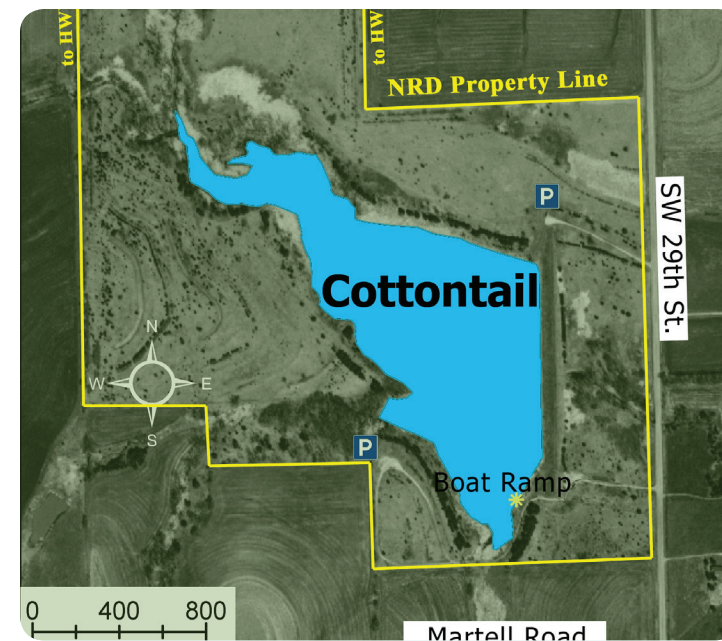 to HW
to HW
NRD Property Line
P
SW 29th St.
Cottontail
N
W E
S
P
Boat Ramp
0 400 800
Martell Road